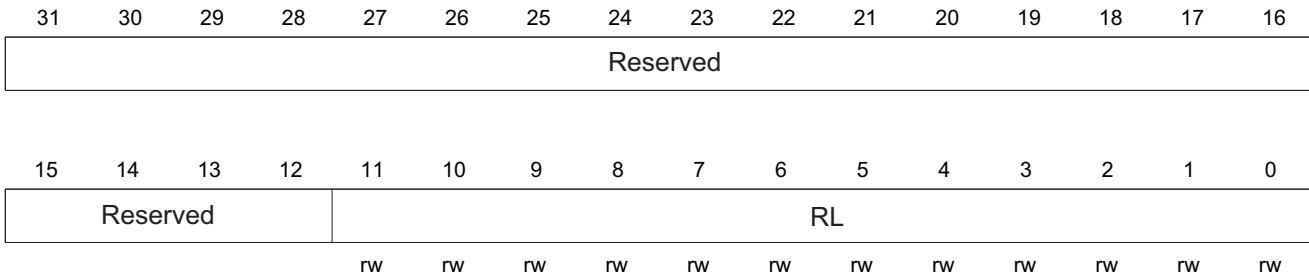 31 30 29 28 27 26 25 24 23 22 21 20 19 18 17 16
Reserved
15 14 13 12 11 10 9 8 7 6 5 4 3 2 1 0
Reserved RL
rw rw rw rw rw rw rw rw rw rw rw rw